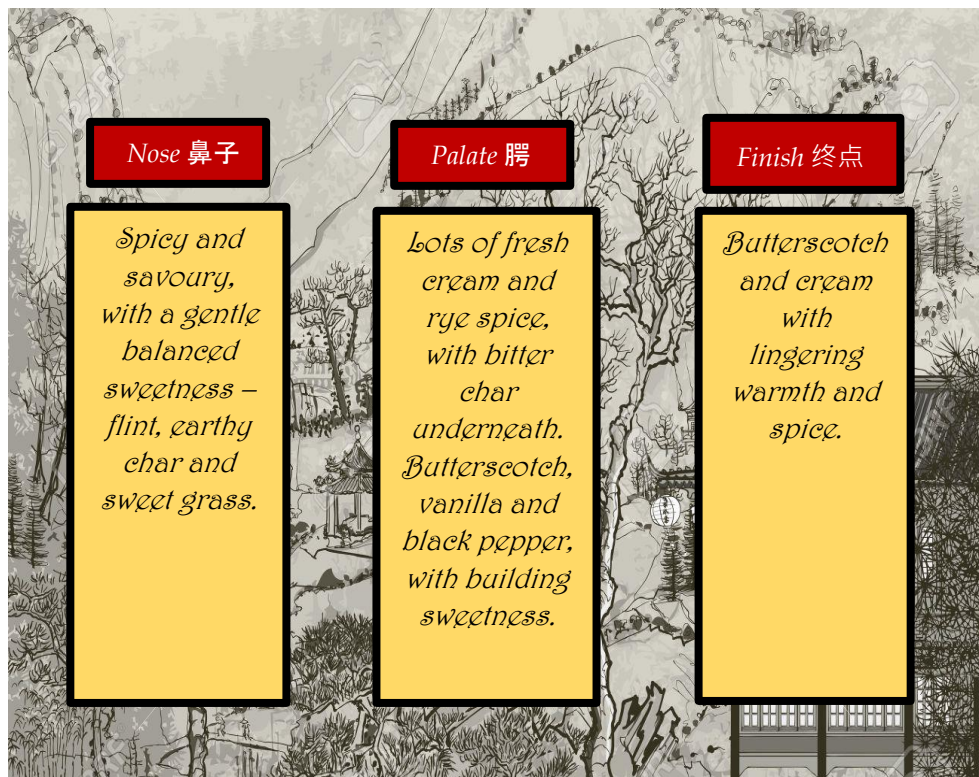 Nose 鼻子
Spicy and
savoury,
with a gentle
balanced
sweetness –
flint, earthy
char and
sweet grass.
Palate 腭
Lots of fresh
cream and
rye spice,
with bitter
char
underneath.
Butterscotch,
vanilla and
black pepper,
with building
sweetness.
Finish 终点
Butterscotch
and cream
with
lingering
warmth and
spice.